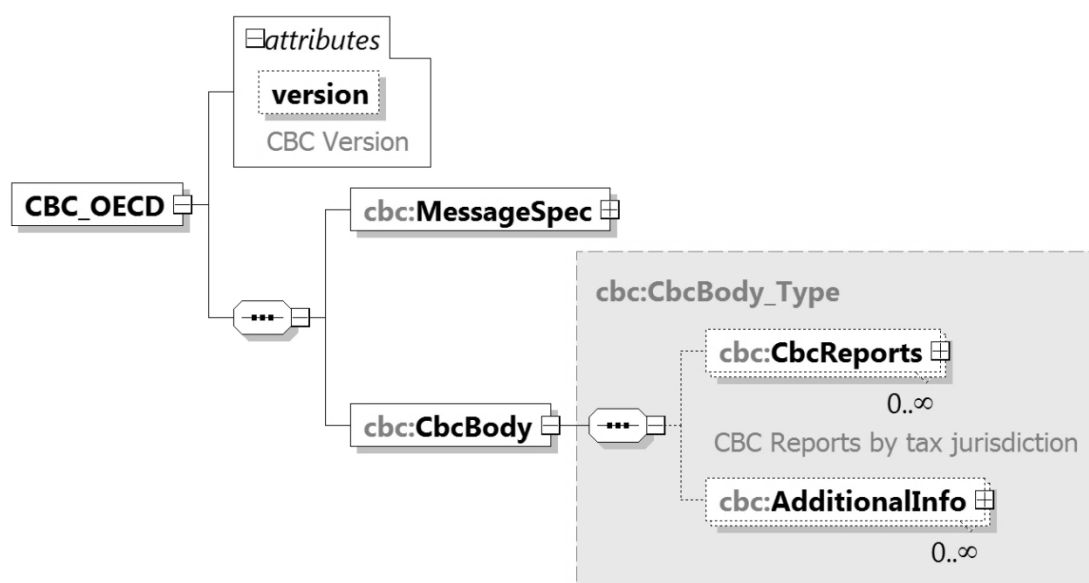 attributes
version
CBC Version
CBC_OECD
cbc:MessageSpec
cbc:CbcBody_Type
cbc:CbcReports
0..∞
CBC Reports by tax jurisdiction
cbc:CbcBody
cbc:AdditionalInfo
0..∞